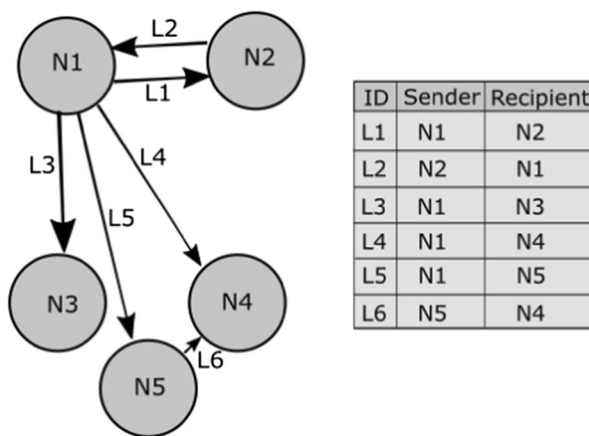 L2
N1
N2
L1
L3
L4
L5
N3
N4
L6
N5
ID Sender Recipient
L1 N1 N2
L2 N2 N1
L3 N1 N3
L4 N1 N4
L5 N1 N5
L6 N5 N4